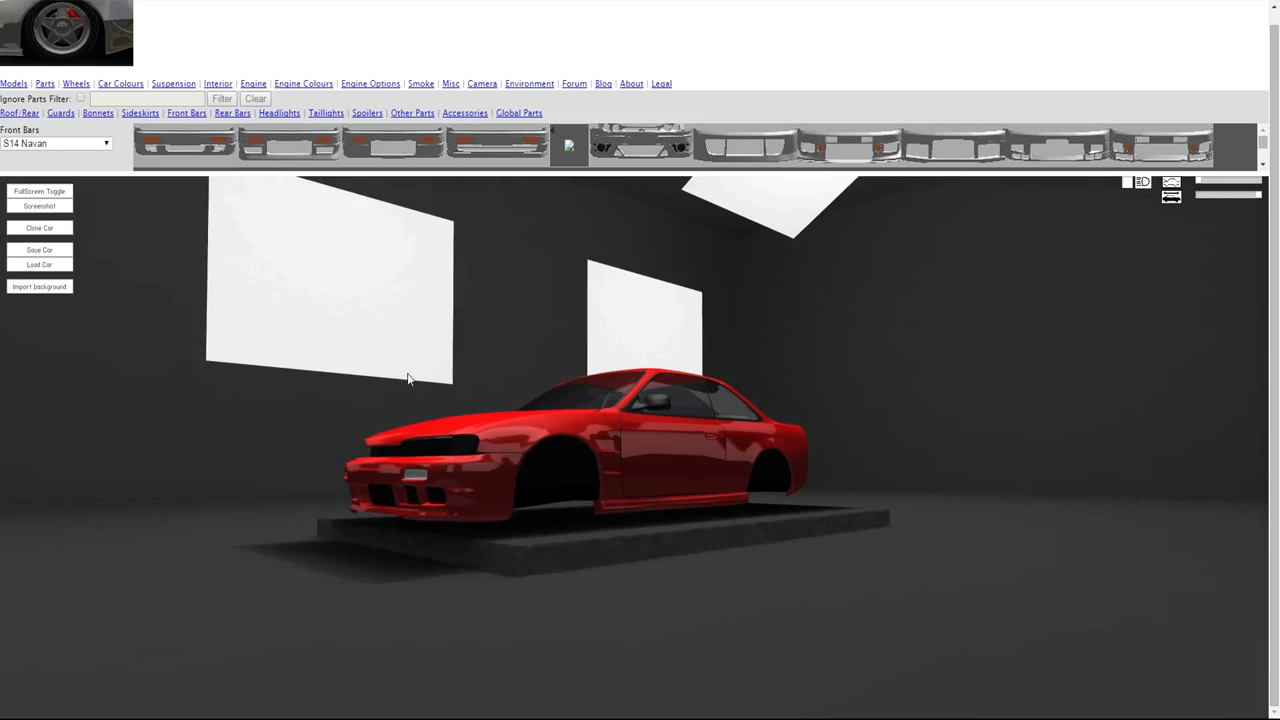 Models | Parts | Wheels | Car Colours | Suspension | Interior | Engine | Engine Colours | Engine Options | Smoke | Misc | Camera | Environment | Forum | Blog | About | Legal
Ignore Parts Filter: Filter Clear
Roof/Rear | Guards | Bonnets | Sideskirts | Front Bars | Rear Bars | Headlights | Taillights | Spoilers | Other Parts | Accessories | Global Parts
Front Bars
S14 Navan
FullScreen Toggle
Screenshot
Clone Car
Save Car
Load Car
Import background